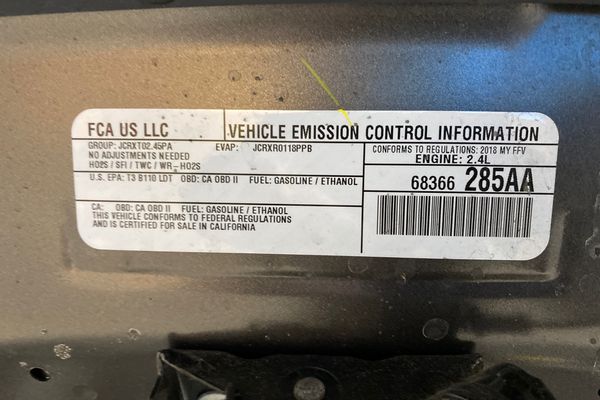 FCA US LLC
VEHICLE EMISSION CONTROL INFORMATION
GROUP: JCRXT02.45PA EVAP: JCRXR0118PPB
NO ADJUSTMENTS NEEDED
HO2S / SFI / TWC / WR-HO2S
CONFORMS TO REGULATIONS: 2018 MY FFV
ENGINE: 2.4L
U.S. EPA: T3 B110 LDT OBD: CA OBD II FUEL: GASOLINE / ETHANOL
68366 285AA
CA: OBD: CA OBD II FUEL: GASOLINE / ETHANOL
THIS VEHICLE CONFORMS TO FEDERAL REGULATIONS
AND IS CERTIFIED FOR SALE IN CALIFORNIA